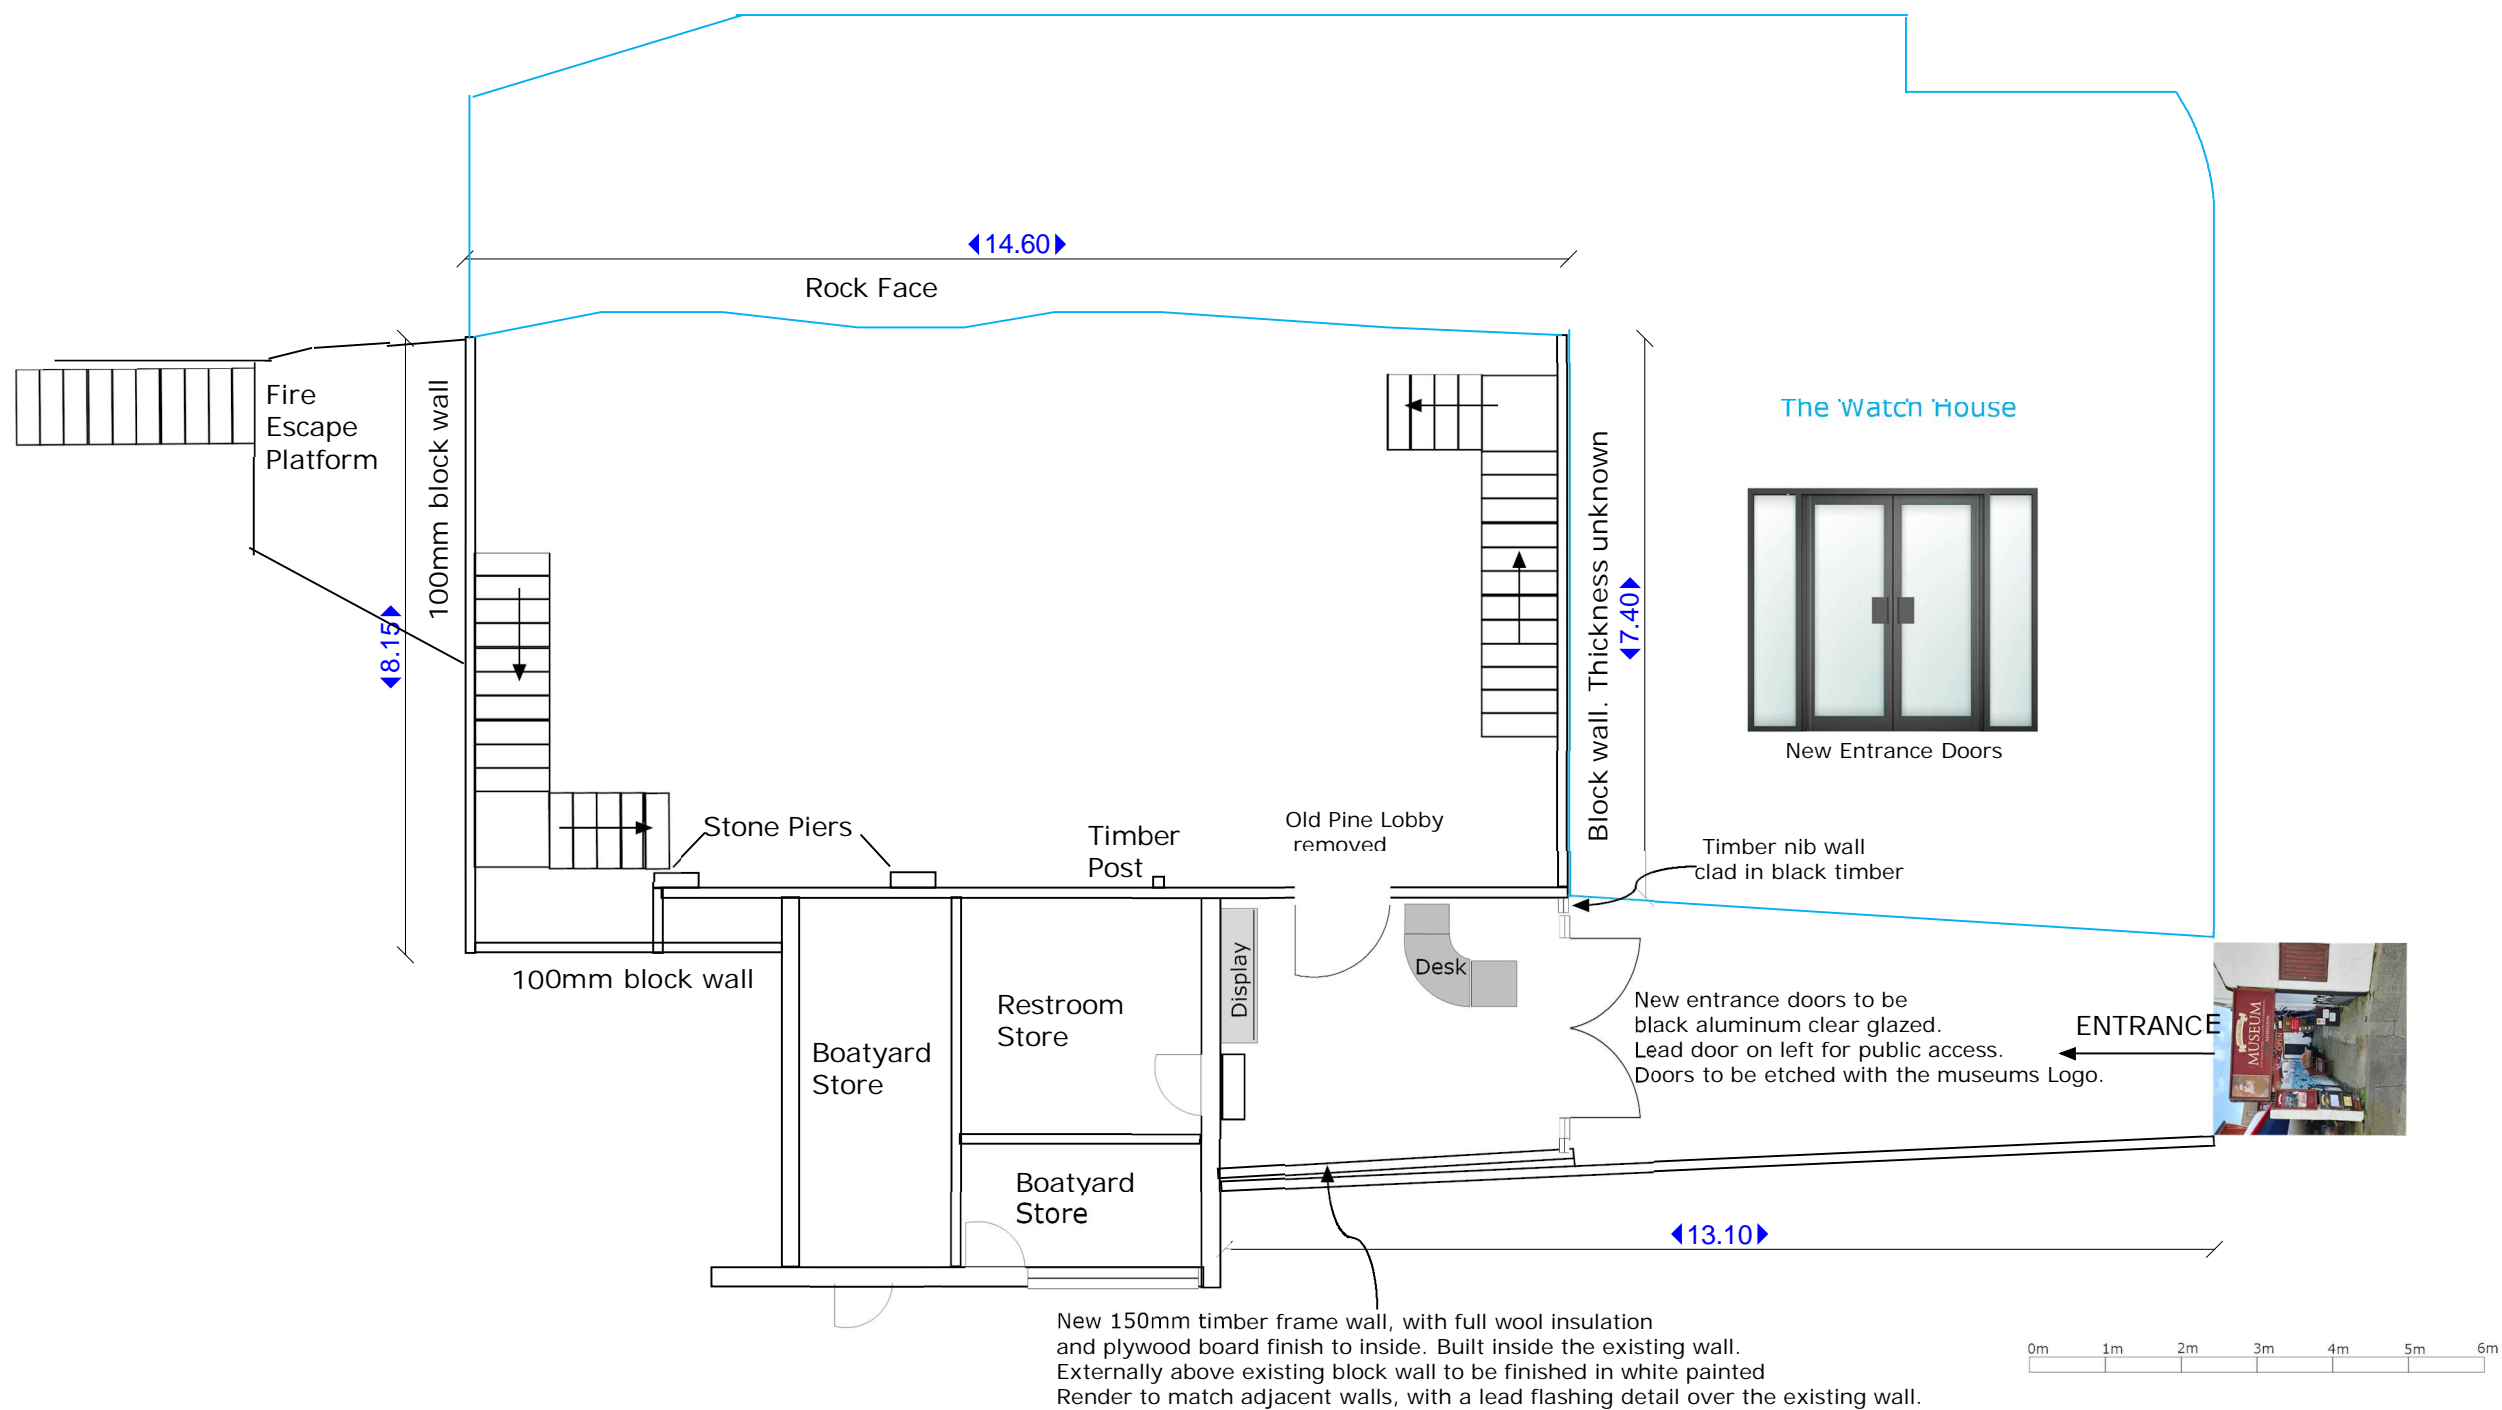 14.60
Rock Face
Fire
Escape
Platform
100mm block wall
8.15
Block wall. Thickness unknown
7.40
The Watch House
New Entrance Doors
Stone Piers
Timber
Post
Old Pine Lobby
removed
Timber nib wall
clad in black timber
100mm block wall
Display
Desk
Restroom
Store
Boatyard
Store
Boatyard
Store
New entrance doors to be
black aluminum clear glazed.
Lead door on left for public access.
Doors to be etched with the museums Logo.
ENTRANCE
MUSEUM
OPEN
13.10
New 150mm timber frame wall, with full wool insulation
and plywood board finish to inside. Built inside the existing wall.
Externally above existing block wall to be finished in white painted
Render to match adjacent walls, with a lead flashing detail over the existing wall.
0m 1m 2m 3m 4m 5m 6m